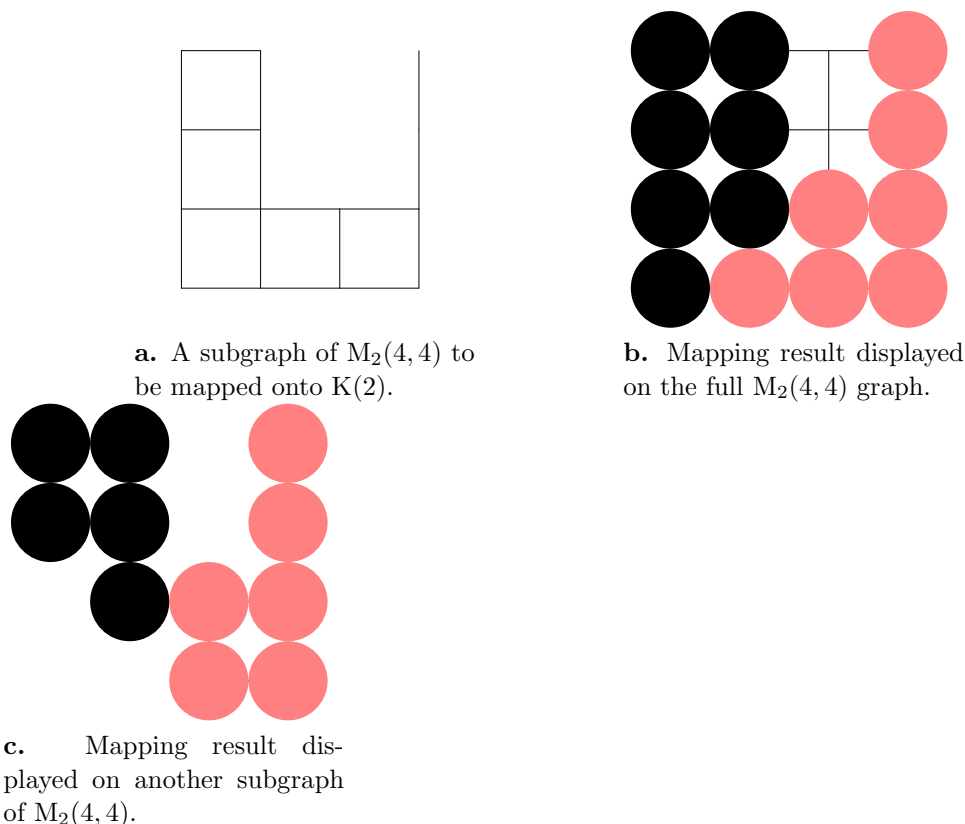 a. A subgraph of M₂(4, 4) to
be mapped onto K(2).
b. Mapping result displayed
on the full M₂(4, 4) graph.
c. Mapping result dis-
played on another subgraph
of M₂(4, 4).